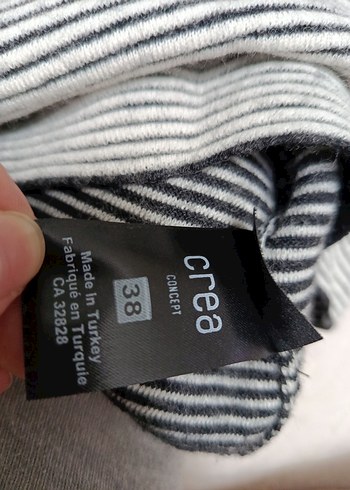 crea
CONCEPT
38
Made In Turkey
Fabriqué en Turquie
CA 32828